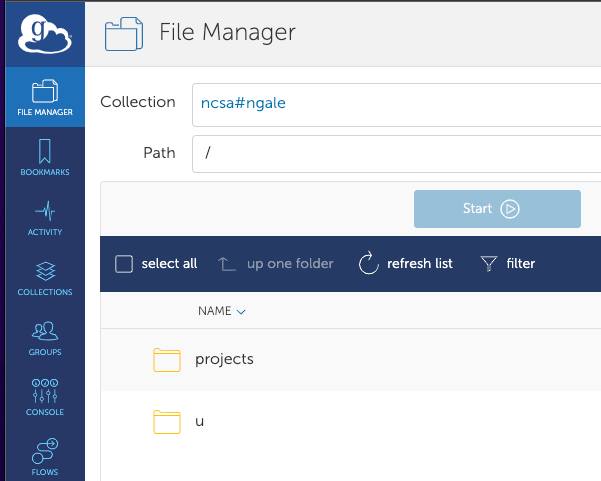 g
File Manager
FILE MANAGER
Collection
ncsa#ngale
BOOKMARKS
Path
/
ACTIVITY
Start
select all
up one folder
refresh list
filter
COLLECTIONS
NAME
GROUPS
projects
CONSOLE
u
FLOWS